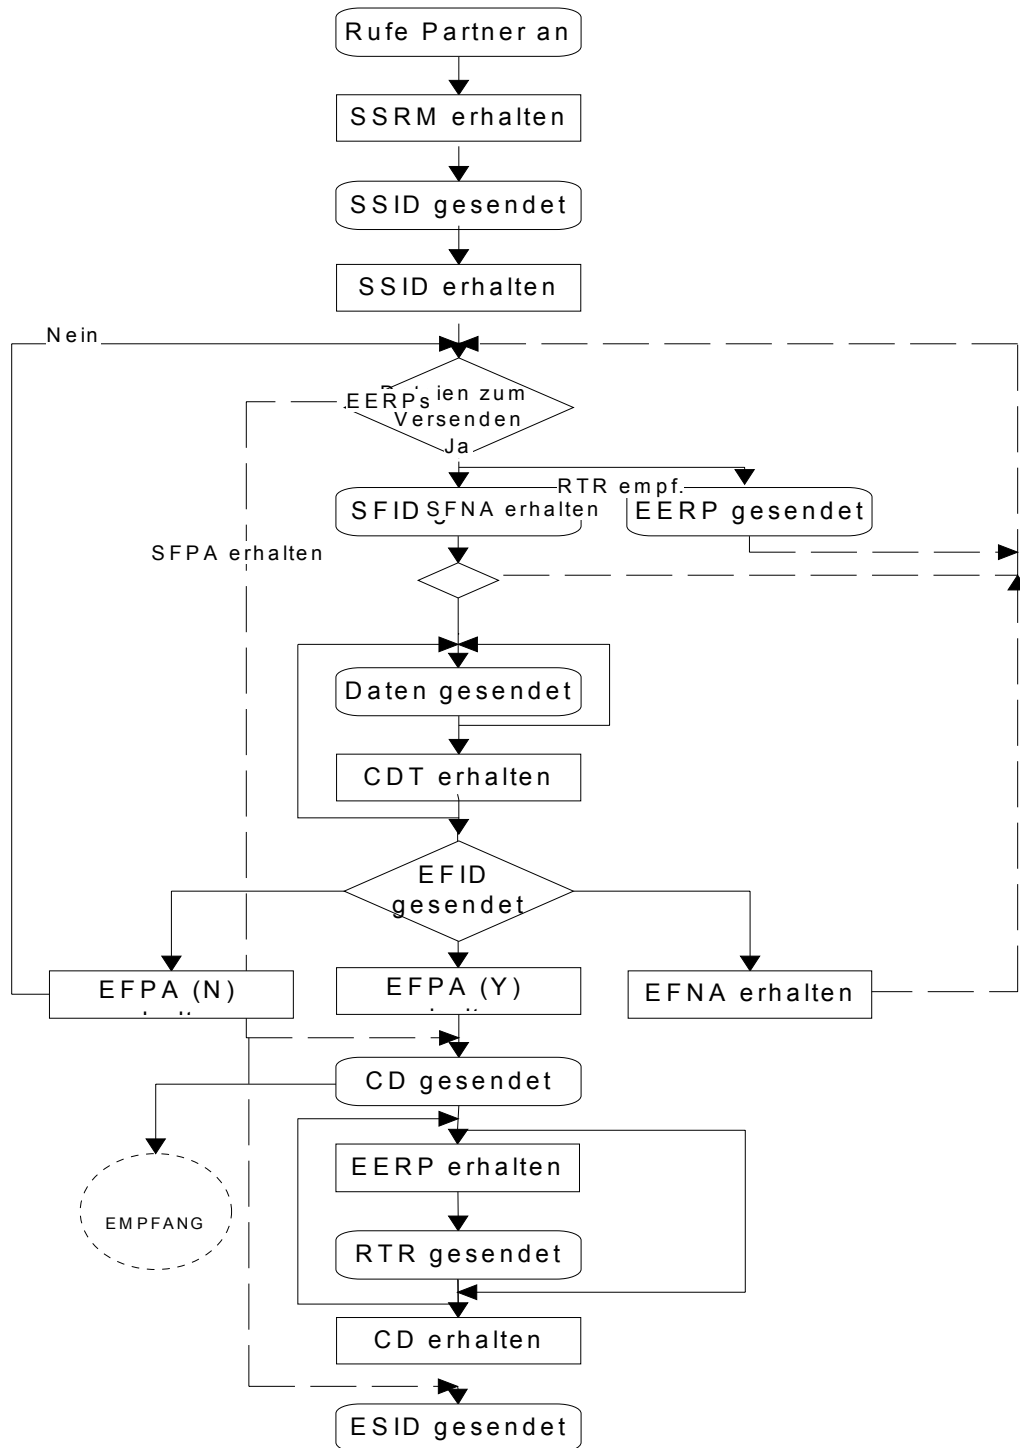 Rufe Partner an
SSRM erhalten
SSID gesendet
SSID erhalten
Nein
ien zum
EERPs
Versenden
Ja
RTR empf.
SFID
SFNA erhalten
EERP gesendet
SFPA erhalten
Daten gesendet
CDT erhalten
EFID
gesendet
EFPA (N)
EFPA (Y)
EFNA erhalten
CD gesendet
EERP erhalten
EMPFANG
RTR gesendet
CD erhalten
ESID gesendet